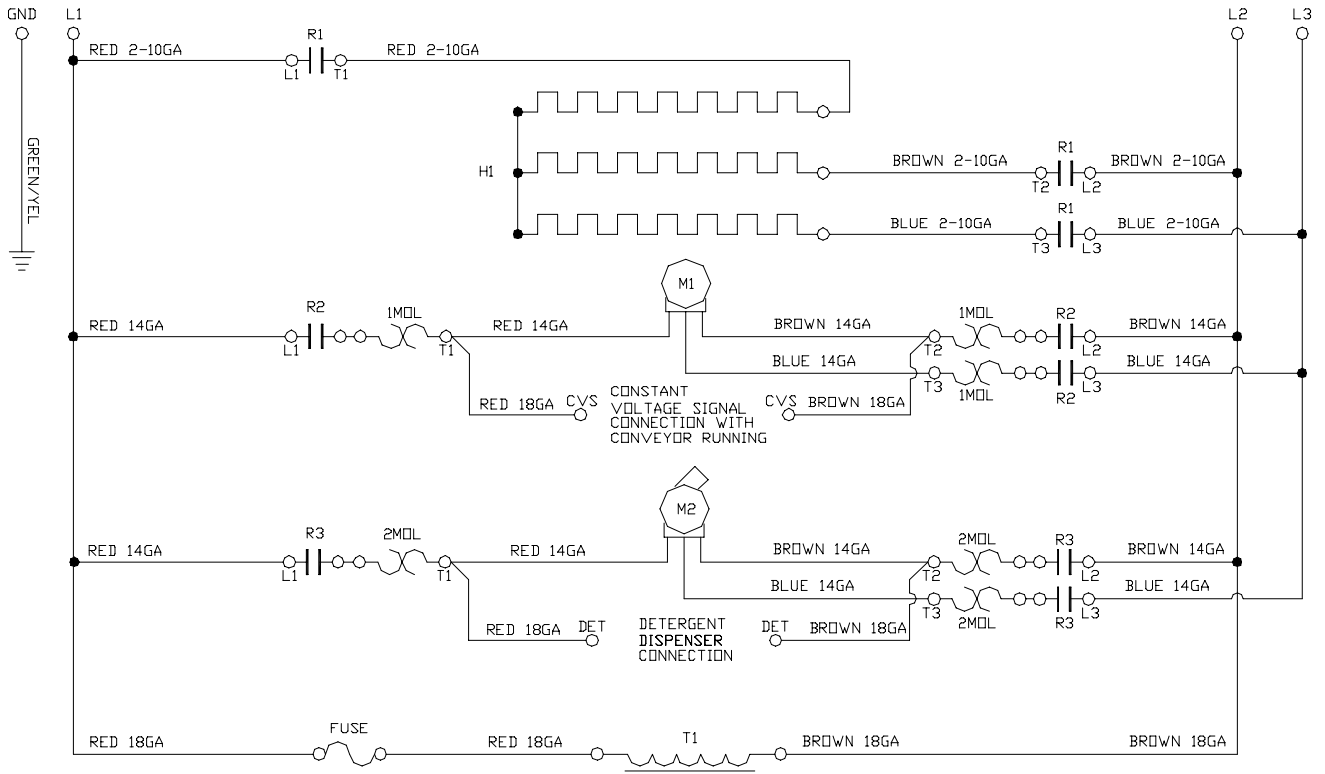 GND L1 L2 L3
RED 2-10GA R1 RED 2-10GA
L1 T1
GREEN/YEL
H1
BROWN 2-10GA R1 BROWN 2-10GA
T2 L2
BLUE 2-10GA R1 BLUE 2-10GA
T3 L3
M1
RED 14GA R2 1MOL RED 14GA BROWN 14GA 1MOL R2 BROWN 14GA
L1 T1 T2 L2
BLUE 14GA BLUE 14GA
T3 1MOL R2 L3
RED 18GA CVS CONSTANT CVS BROWN 18GA
VOLTAGE SIGNAL
CONNECTION WITH
CONVEYOR RUNNING
M2
RED 14GA R3 2MOL RED 14GA BROWN 14GA 2MOL R3 BROWN 14GA
L1 T1 T2 L2
BLUE 14GA BLUE 14GA
T3 2MOL R3 L3
RED 18GA DET DETERGENT DET BROWN 18GA
DISPENSER
CONNECTION
FUSE
RED 18GA RED 18GA T1 BROWN 18GA BROWN 18GA